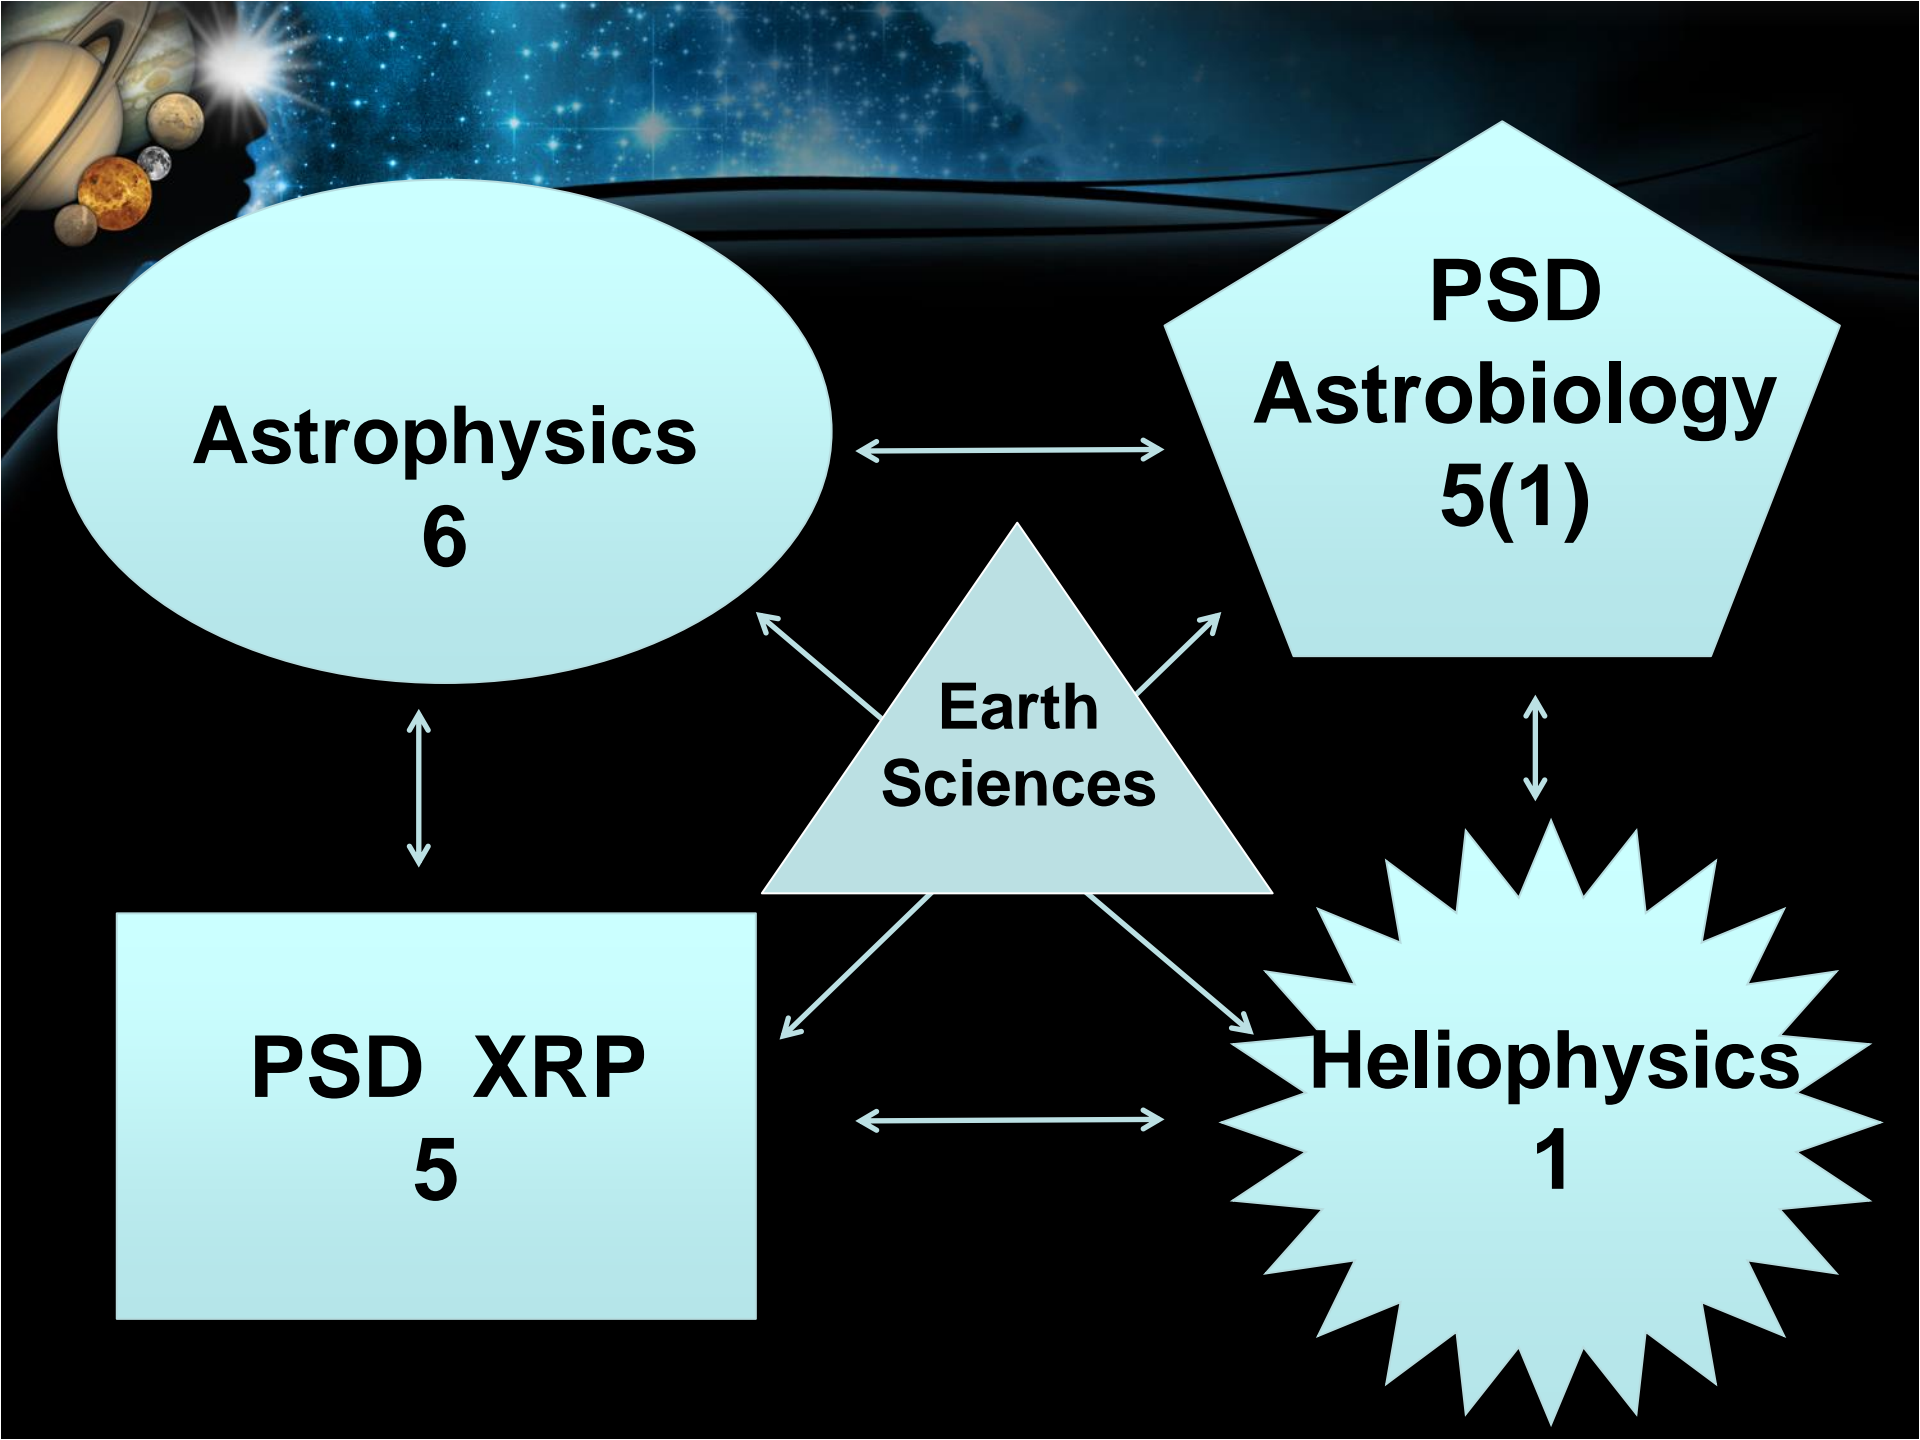 Astrophysics
6
PSD
Astrobiology
5(1)
Earth
Sciences
PSD  XRP
5
Heliophysics
1